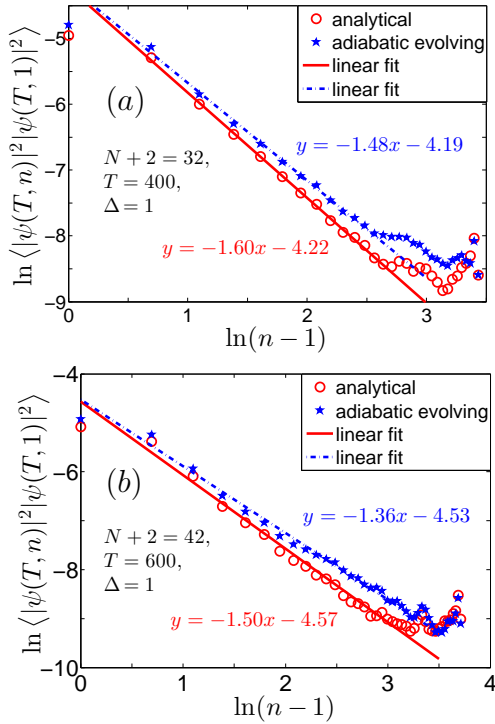 analytical
adiabatic evolving
linear fit
linear fit
(a)
y = −1.48x − 4.19
N + 2 = 32,
T = 400,
Δ = 1
y = −1.60x − 4.22
ln⟨|ψ(T, n)|²|ψ(T, 1)|²⟩
-5
-6
-7
-8
-9
0 1 2 3
ln(n − 1)
analytical
adiabatic evolving
linear fit
linear fit
(b)
y = −1.36x − 4.53
N + 2 = 42,
T = 600,
Δ = 1
y = −1.50x − 4.57
ln⟨|ψ(T, n)|²|ψ(T, 1)|²⟩
−4
−6
−8
−10
0 1 2 3 4
ln(n − 1)